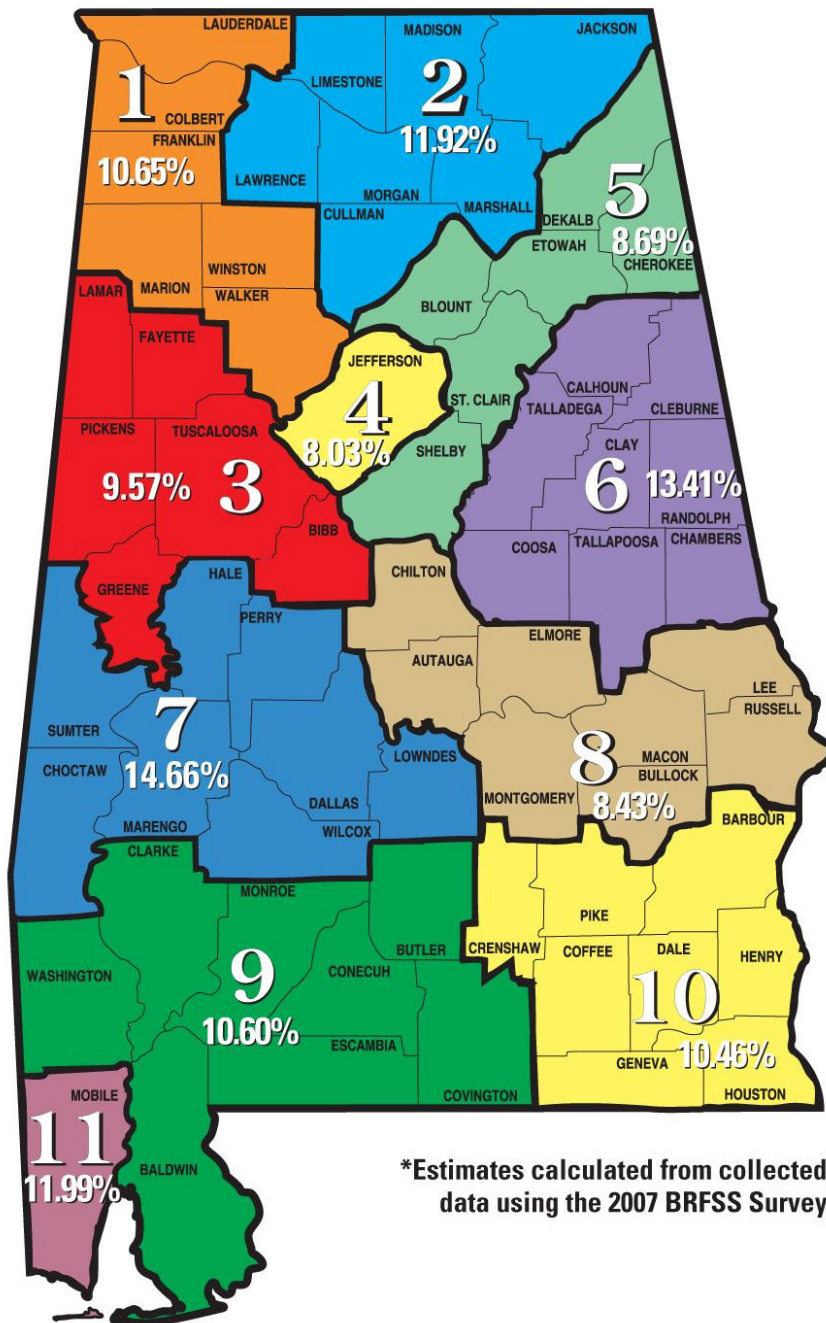 LAUDERDALE
MADISON
JACKSON
LIMESTONE
1
2
COLBERT
FRANKLIN
11.92%
10.65%
LAWRENCE
MORGAN
MARSHALL
CULLMAN
5
DEKALB
8.69%
ETOWAH
CHEROKEE
WINSTON
MARION
LAMAR
WALKER
BLOUNT
FAYETTE
JEFFERSON
4
8.03%
ST. CLAIR
CALHOUN
TALLADEGA
CLEBURNE
PICKENS
TUSCALOOSA
SHELBY
CLAY
9.57%
3
6
13.41%
RANDOLPH
BIBB
COOSA
TALLAPOOSA
CHAMBERS
HALE
CHILTON
GREENE
PERRY
ELMORE
AUTAUGA
LEE
RUSSELL
SUMTER
7
CHOCTAW
14.66%
LOWNDES
8
MACON
BULLOCK
DALLAS
MONTGOMERY
8.43%
MARENGO
WILCOX
BARBOUR
CLARKE
MONROE
PIKE
BUTLER
CRENSHAW
COFFEE
DALE
HENRY
WASHINGTON
9
CONECUH
10
10.60%
ESCAMBIA
GENEVA
10.46%
COVINGTON
HOUSTON
MOBILE
11
11.99%
BALDWIN
*Estimates calculated from collected
data using the 2007 BRFSS Survey